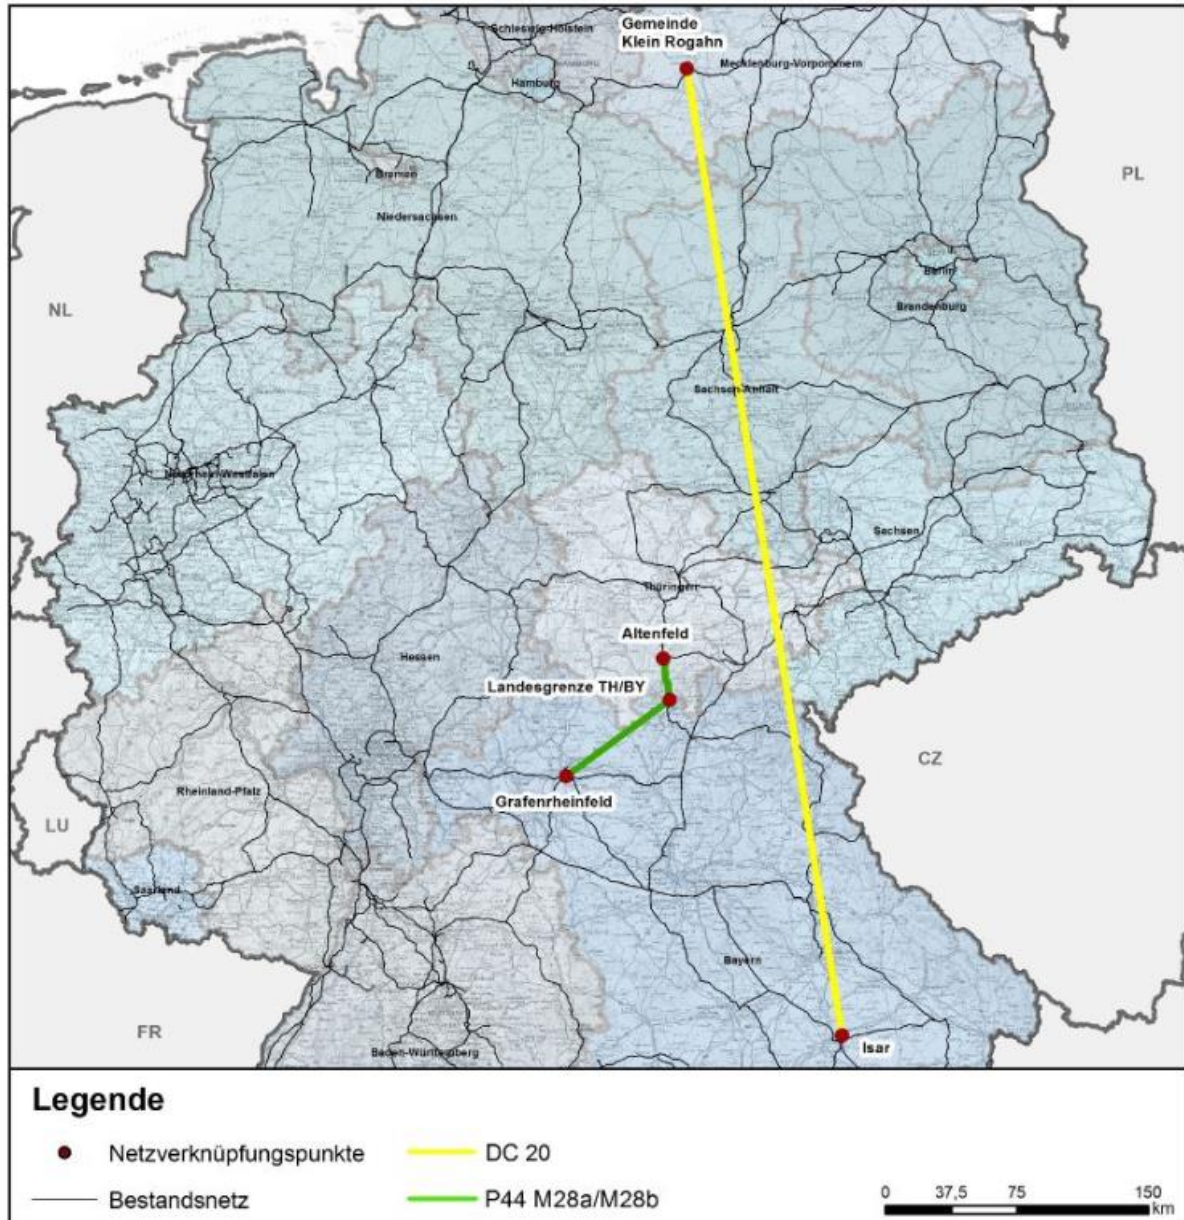 Gemeinde
Klein Rogahn
Schleswig-Holstein
Mecklenburg-Vorpommern
Hamburg
Bremen
PL
Niedersachsen
Berlin
Brandenburg
NL
Sachsen-Anhalt
Nordrhein-Westfalen
Sachsen
Thüringen
Altenfeld
Hessen
Landesgrenze TH/BY
CZ
Rheinland-Pfalz
Grafenrheinfeld
LU
Saarland
Bayern
FR
Isar
Baden-Württemberg
Legende
Netzverknüpfungspunkte
DC 20
Bestandsnetz
P44 M28a/M28b
0 37,5 75 150
km